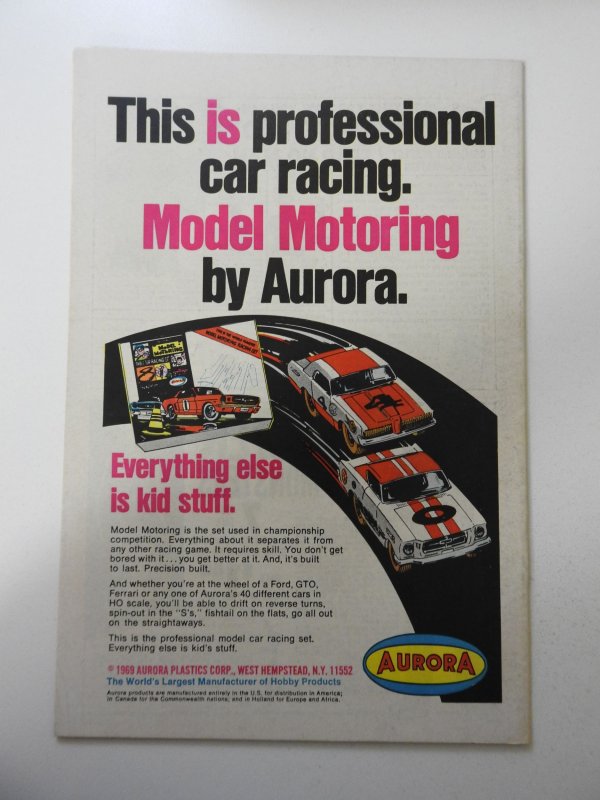 This is professional
car racing.
Model Motoring
by Aurora.
MODEL MOTORING
Everything else
is kid stuff.
Model Motoring is the set used in championship
competition. Everything about it separates it from
any other racing game. It requires skill. You don't get
bored with it...you get better at it. And, it's built
to last. Precision built.
And whether you're at the wheel of a Ford, GTO,
Ferrari or any one of Aurora's 40 different cars in
HO scale, you'll be able to drift on reverse turns,
spin-out in the "S's," fishtail on the flats, go all out
on the straightaways.
This is the professional model car racing set.
Everything else is kid's stuff.
© 1969 AURORA PLASTICS CORP., WEST HEMPSTEAD, N.Y. 11552
The World's Largest Manufacturer of Hobby Products
Aurora products are manufactured entirely in the U.S. for distribution in America;
in Canada for the Commonwealth nations; and in Holland for Europe and Africa.
AURORA